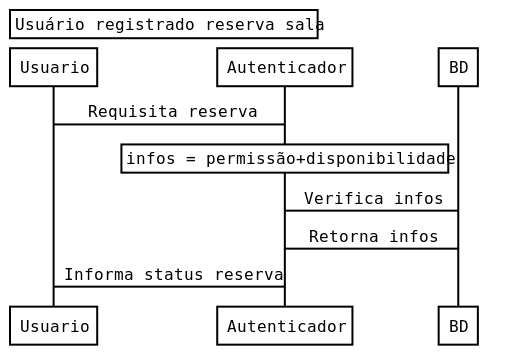 Usuário registrado reserva sala
Usuario
Autenticador
BD
Requisita reserva
infos = permissão+disponibilidade
Verifica infos
Retorna infos
Informa status reserva
Usuario
Autenticador
BD